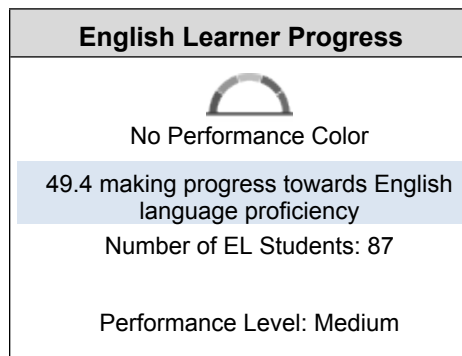 English Learner Progress
No Performance Color
49.4 making progress towards English
language proficiency
Number of EL Students: 87
Performance Level: Medium